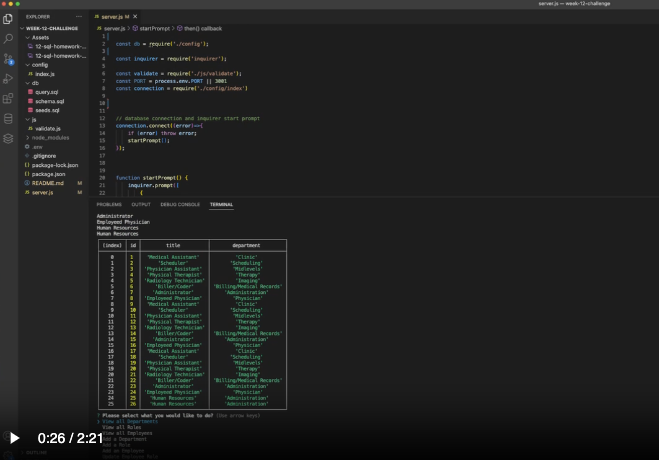 server.js — week-12-challenge
EXPLORER
WEEK-12-CHALLENGE
Assets
12-sql-homework-...
12-sql-homework-...
config
JS index.js
db
query.sql
schema.sql
seeds.sql
js
JS validate.js
node_modules
.env
.gitignore
package-lock.json
package.json
README.md M
server.js M
JS server.js M
JS server.js > startPrompt > then() callback
1
2 const db = require('./config');
3
4 const inquirer = require('inquirer');
5
6 const validate = require('./js/validate');
7 const PORT = process.env.PORT || 3001
8 const connection = require('./config/index')
9
10
11
12 // database connection and inquirer start prompt
13 connection.connect((error)=>{
14 if (error) throw error;
15 startPrompt();
16 });
17
18
19
20 function startPrompt() {
21 inquirer.prompt([
22 {
PROBLEMS OUTPUT DEBUG CONSOLE TERMINAL
Administrator
Employeed Physician
Human Resources
Human Resources
(index) id title department
0 1 'Medical Assistant' 'Clinic'
1 2 'Scheduler' 'Scheduling'
2 3 'Physician Assistant' 'Midlevels'
3 4 'Physical Therapist' 'Therapy'
4 5 'Radiology Technician' 'Imaging'
5 6 'Biller/Coder' 'Billing/Medical Records'
6 7 'Administrator' 'Administration'
7 8 'Employeed Physician' 'Physician'
8 9 'Medical Assistant' 'Clinic'
9 10 'Scheduler' 'Scheduling'
10 11 'Physician Assistant' 'Midlevels'
11 12 'Physical Therapist' 'Therapy'
12 13 'Radiology Technician' 'Imaging'
13 14 'Biller/Coder' 'Billing/Medical Records'
14 15 'Administrator' 'Administration'
15 16 'Employeed Physician' 'Physician'
16 17 'Medical Assistant' 'Clinic'
17 18 'Scheduler' 'Scheduling'
18 19 'Physician Assistant' 'Midlevels'
19 20 'Physical Therapist' 'Therapy'
20 21 'Radiology Technician' 'Imaging'
21 22 'Biller/Coder' 'Billing/Medical Records'
22 23 'Administrator' 'Administration'
23 24 'Employeed Physician' 'Physician'
24 25 'Human Resources' 'Administration'
25 26 'Human Resources' 'Administration'
? Please select what you would like to do? (Use arrow keys)
> View all Departments
View all Roles
View all Employees
Add a Department
Add a Role
Add an Employee
Update Employee Role
0:26 / 2:21
OUTLINE